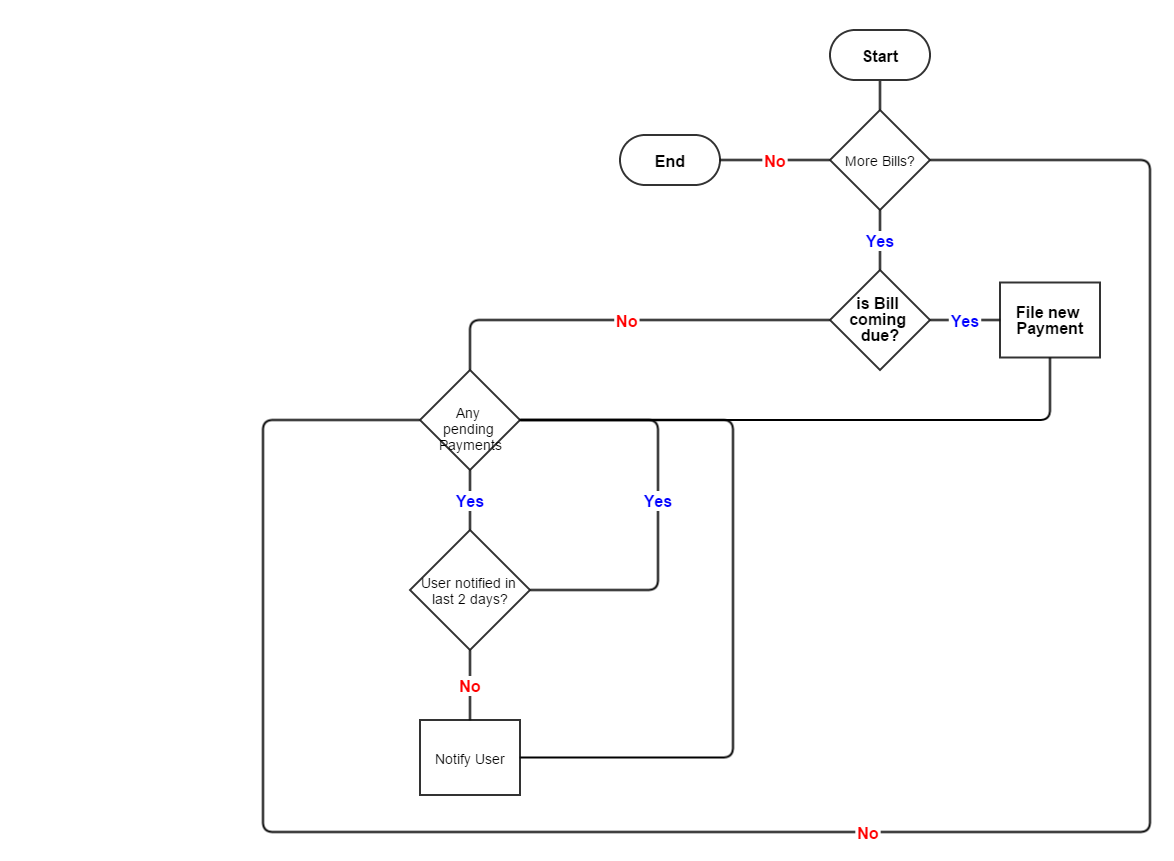 Start
End
No
More Bills?
Yes
is Bill
coming
due?
Yes
File new
Payment
No
Any
pending
Payments
Yes
Yes
User notified in
last 2 days?
No
Notify User
No